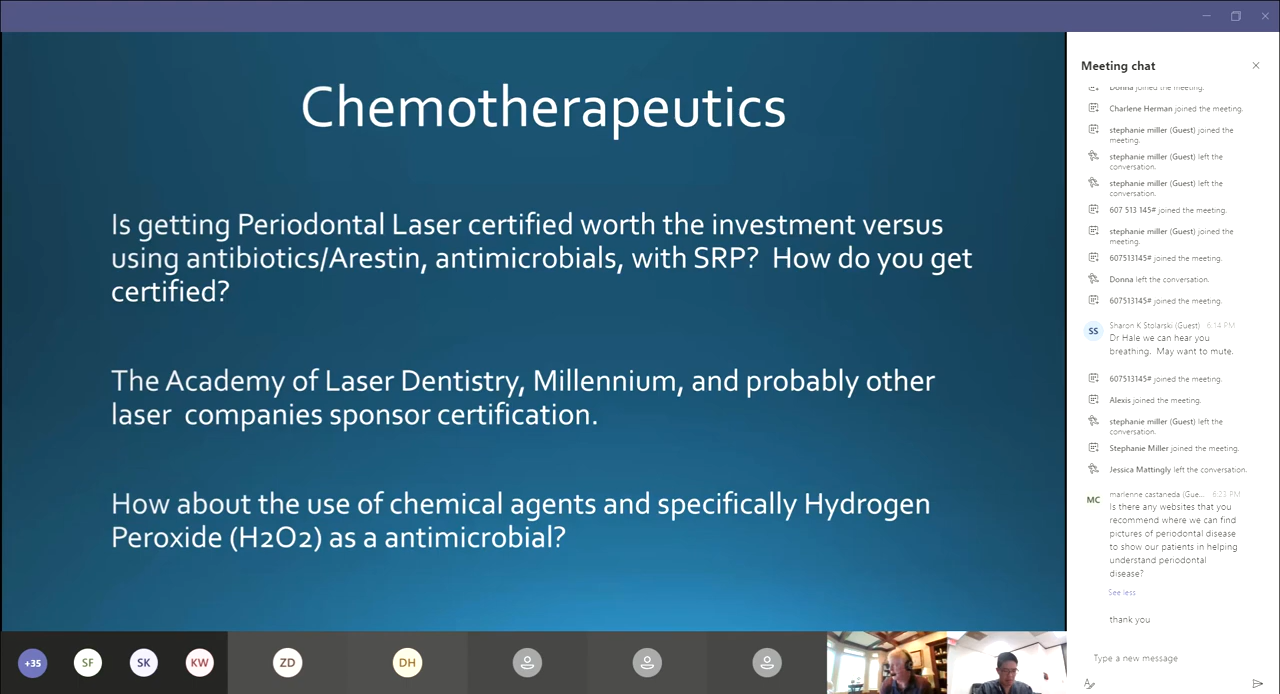 Chemotherapeutics
Is getting Periodontal Laser certified worth the investment versus
using antibiotics/Arestin, antimicrobials, with SRP? How do you get
certified?
The Academy of Laser Dentistry, Millennium, and probably other
laser companies sponsor certification.
How about the use of chemical agents and specifically Hydrogen
Peroxide (H2O2) as a antimicrobial?
+35
SF
SK
KW
ZD
DH
Meeting chat
Donna joined the meeting.
Charlene Herman joined the meeting.
stephanie miller (Guest) joined the
meeting.
stephanie miller (Guest) left the
conversation.
stephanie miller (Guest) left the
conversation.
607 513 145# joined the meeting.
stephanie miller (Guest) joined the
meeting.
607513145# joined the meeting.
Donna left the conversation.
607513145# joined the meeting.
SS
Sharon K Stolarski (Guest) 6:14 PM
Dr Hale we can hear you
breathing. May want to mute.
607513145# joined the meeting.
Alexis joined the meeting.
stephanie miller (Guest) left the
conversation.
Stephanie Miller joined the meeting.
Jessica Mattingly left the conversation.
MC
marienne castaneda (Gue... 6:23 PM
Is there any websites that you
recommend where we can find
pictures of periodontal disease
to show our patients in helping
understand periodontal
disease?
See less
thank you
Type a new message